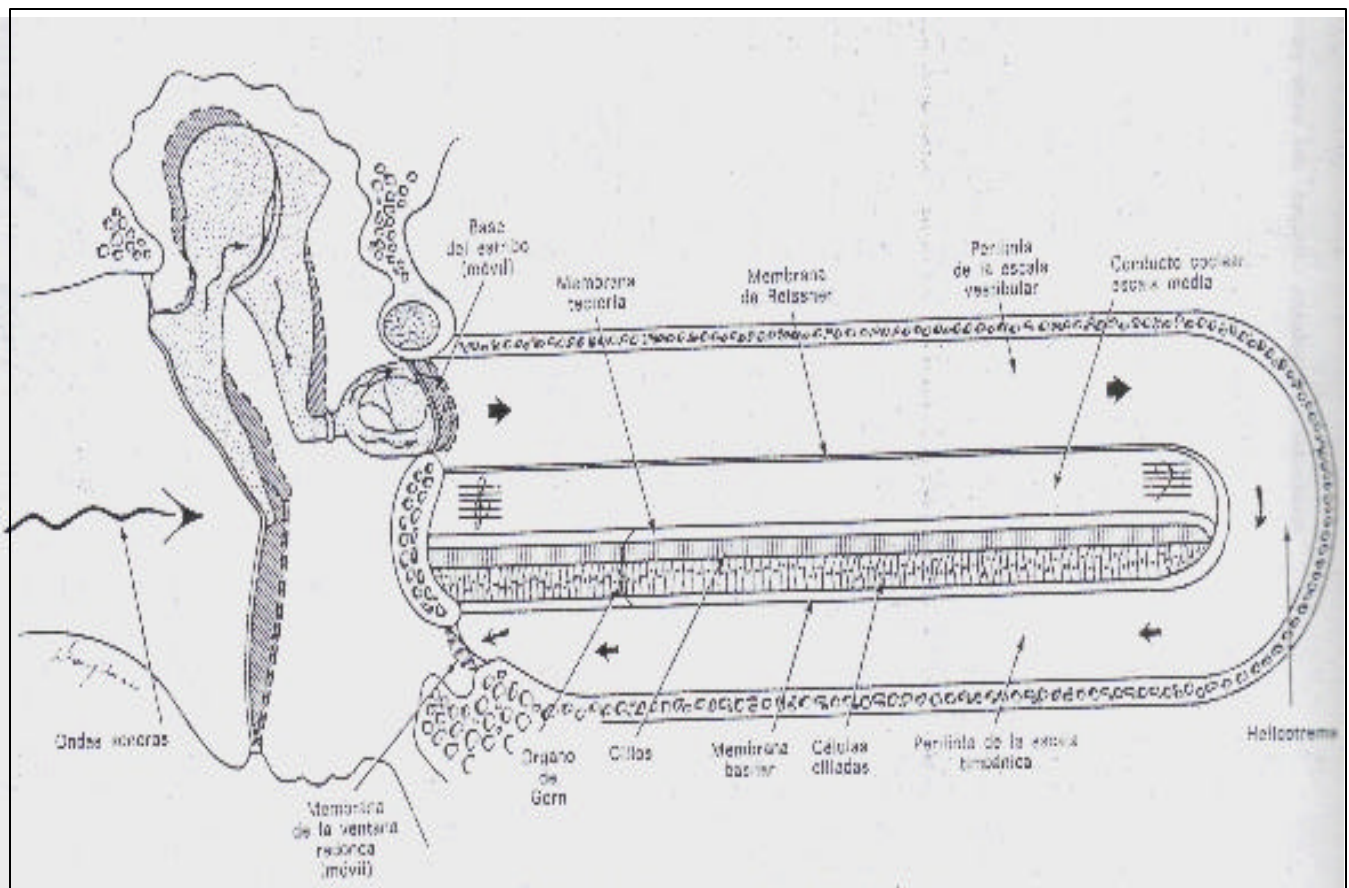 Base
del estribo
(móvil)
Membrana
tectoria
Membrana
de Reissner
Perilinfa
de la escala
vestibular
Conducto coclear,
escala media
Ondas sonoras
Membrana
de la ventana
redonda
(móvil)
Organo
de
Cilios
Membrana
basilar
Células
ciliadas
Perilinfa de la escala
timpánica
Helicotrema